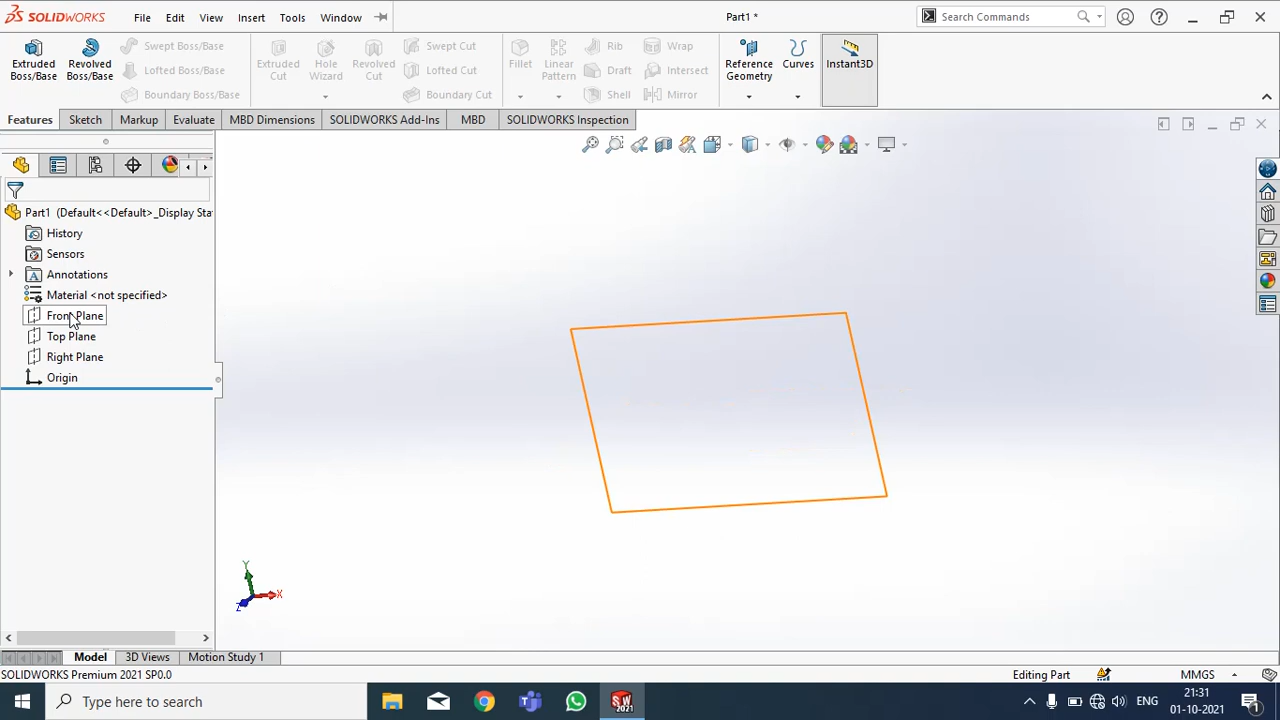 SOLIDWORKS File Edit View Insert Tools Window Part1 * Search Commands
Extruded Boss/Base
Revolved Boss/Base
Swept Boss/Base
Lofted Boss/Base
Boundary Boss/Base
Extruded Cut
Hole Wizard
Revolved Cut
Swept Cut
Lofted Cut
Boundary Cut
Fillet
Linear Pattern
Rib
Draft
Shell
Wrap
Intersect
Mirror
Reference Geometry
Curves
Instant3D
Features Sketch Markup Evaluate MBD Dimensions SOLIDWORKS Add-Ins MBD SOLIDWORKS Inspection
Part1 (Default<<Default>_Display Sta
History
Sensors
Annotations
Material <not specified>
Front Plane
Top Plane
Right Plane
Origin
Y
X
Z
Model 3D Views Motion Study 1
SOLIDWORKS Premium 2021 SP0.0 Editing Part MMGS
Type here to search
SW
2021
ENG
21:31
01-10-2021
1